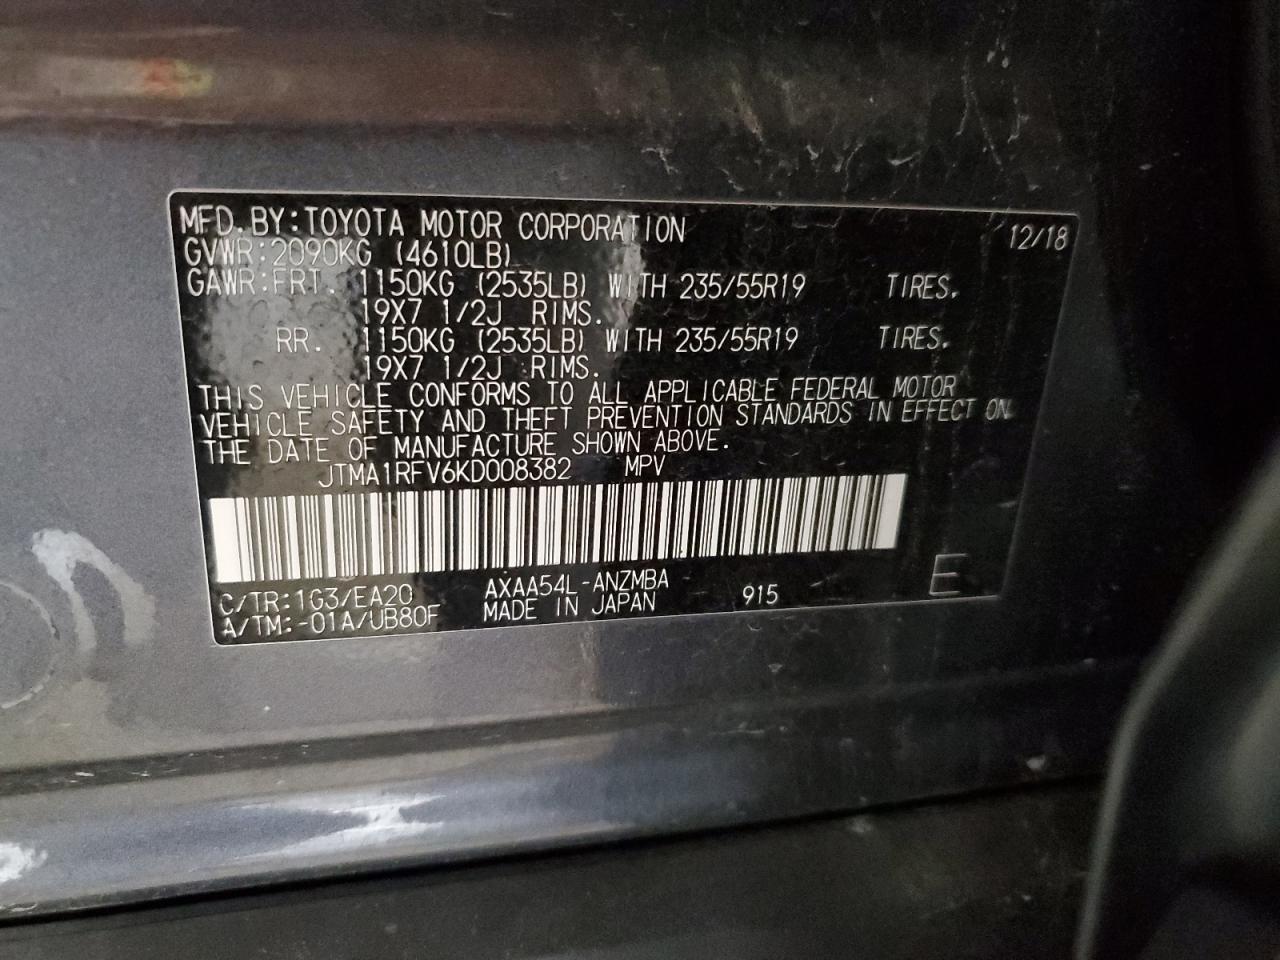 MFD.BY:TOYOTA MOTOR CORPORATION 12/18
GVWR:2090KG (4610LB)
GAWR:FRT. 1150KG (2535LB) WITH 235/55R19 TIRES.
19X7 1/2J RIMS.
RR. 1150KG (2535LB) WITH 235/55R19 TIRES.
19X7 1/2J RIMS.
THIS VEHICLE CONFORMS TO ALL APPLICABLE FEDERAL MOTOR
VEHICLE SAFETY AND THEFT PREVENTION STANDARDS IN EFFECT ON
THE DATE OF MANUFACTURE SHOWN ABOVE.
JTMA1RFV6KD008382 MPV
C/TR:1G3/EA20 AXAA54L-ANZMBA
A/TM:-01A/UB80F MADE IN JAPAN 915 E